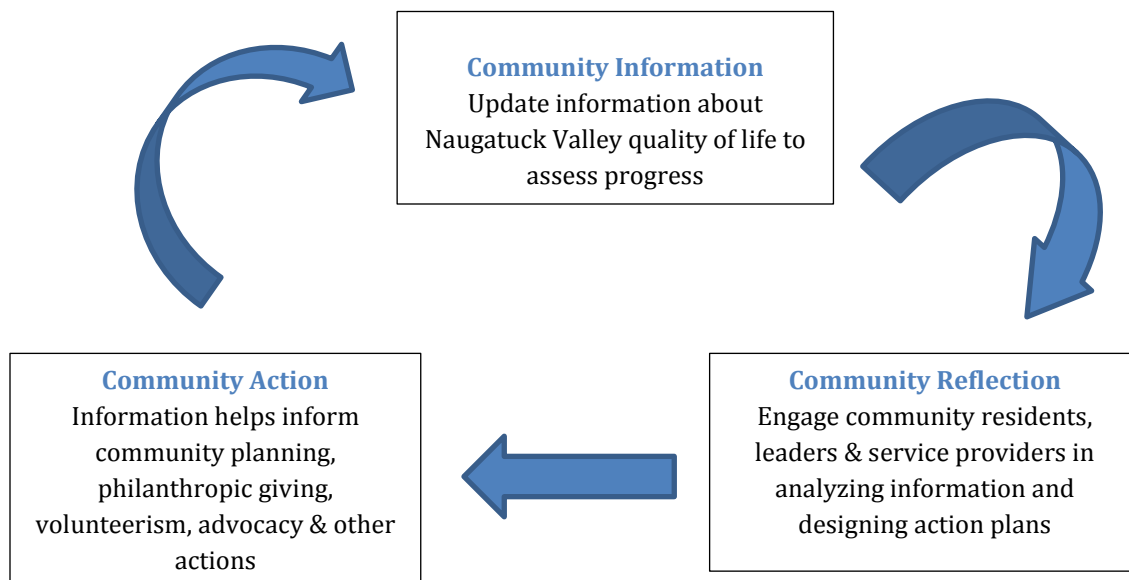 Community Information
Update information about
Naugatuck Valley quality of life to
assess progress
Community Action
Information helps inform
community planning,
philanthropic giving,
volunteerism, advocacy & other
actions
Community Reflection
Engage community residents,
leaders & service providers in
analyzing information and
designing action plans